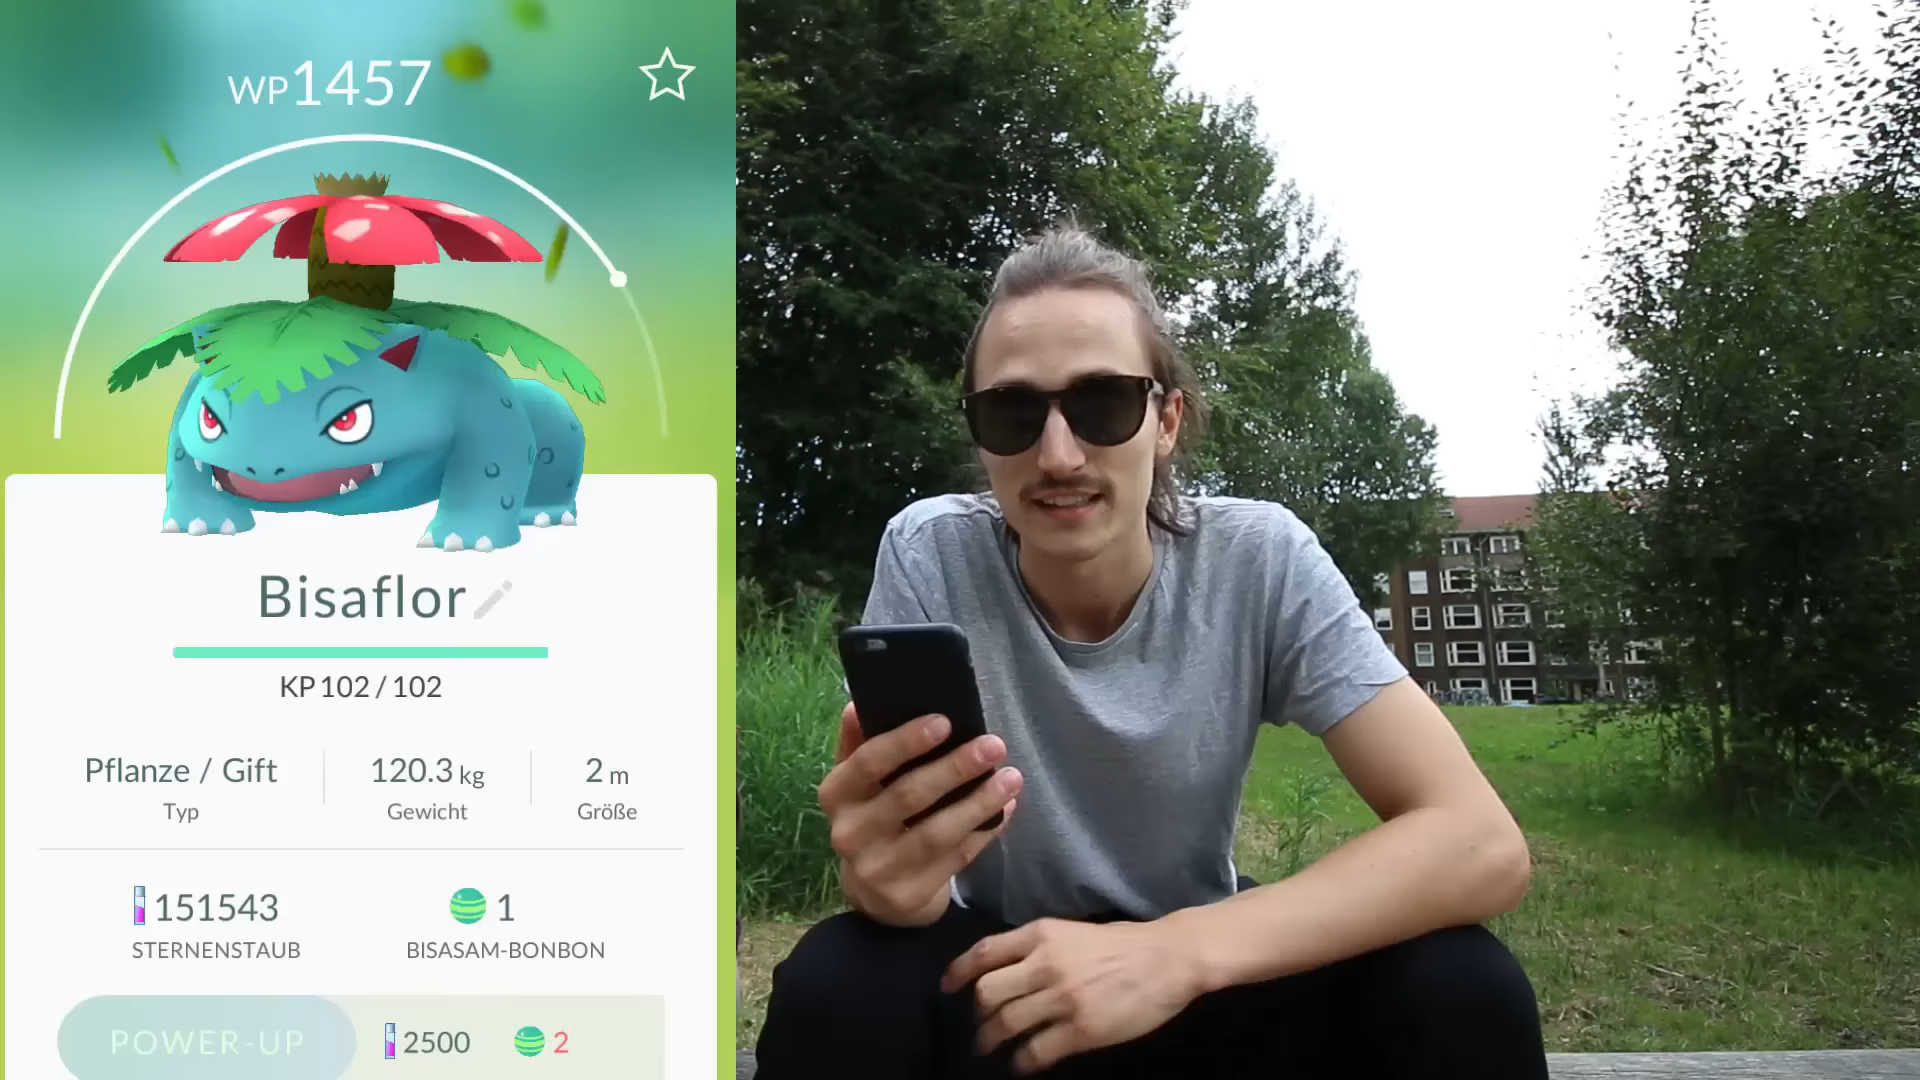 WP1457
Bisaflor
KP 102 / 102
Pflanze / Gift
Typ
120.3 kg
Gewicht
2 m
Größe
151543
STERNENSTAUB
1
BISASAM-BONBON
POWER-UP
2500
2